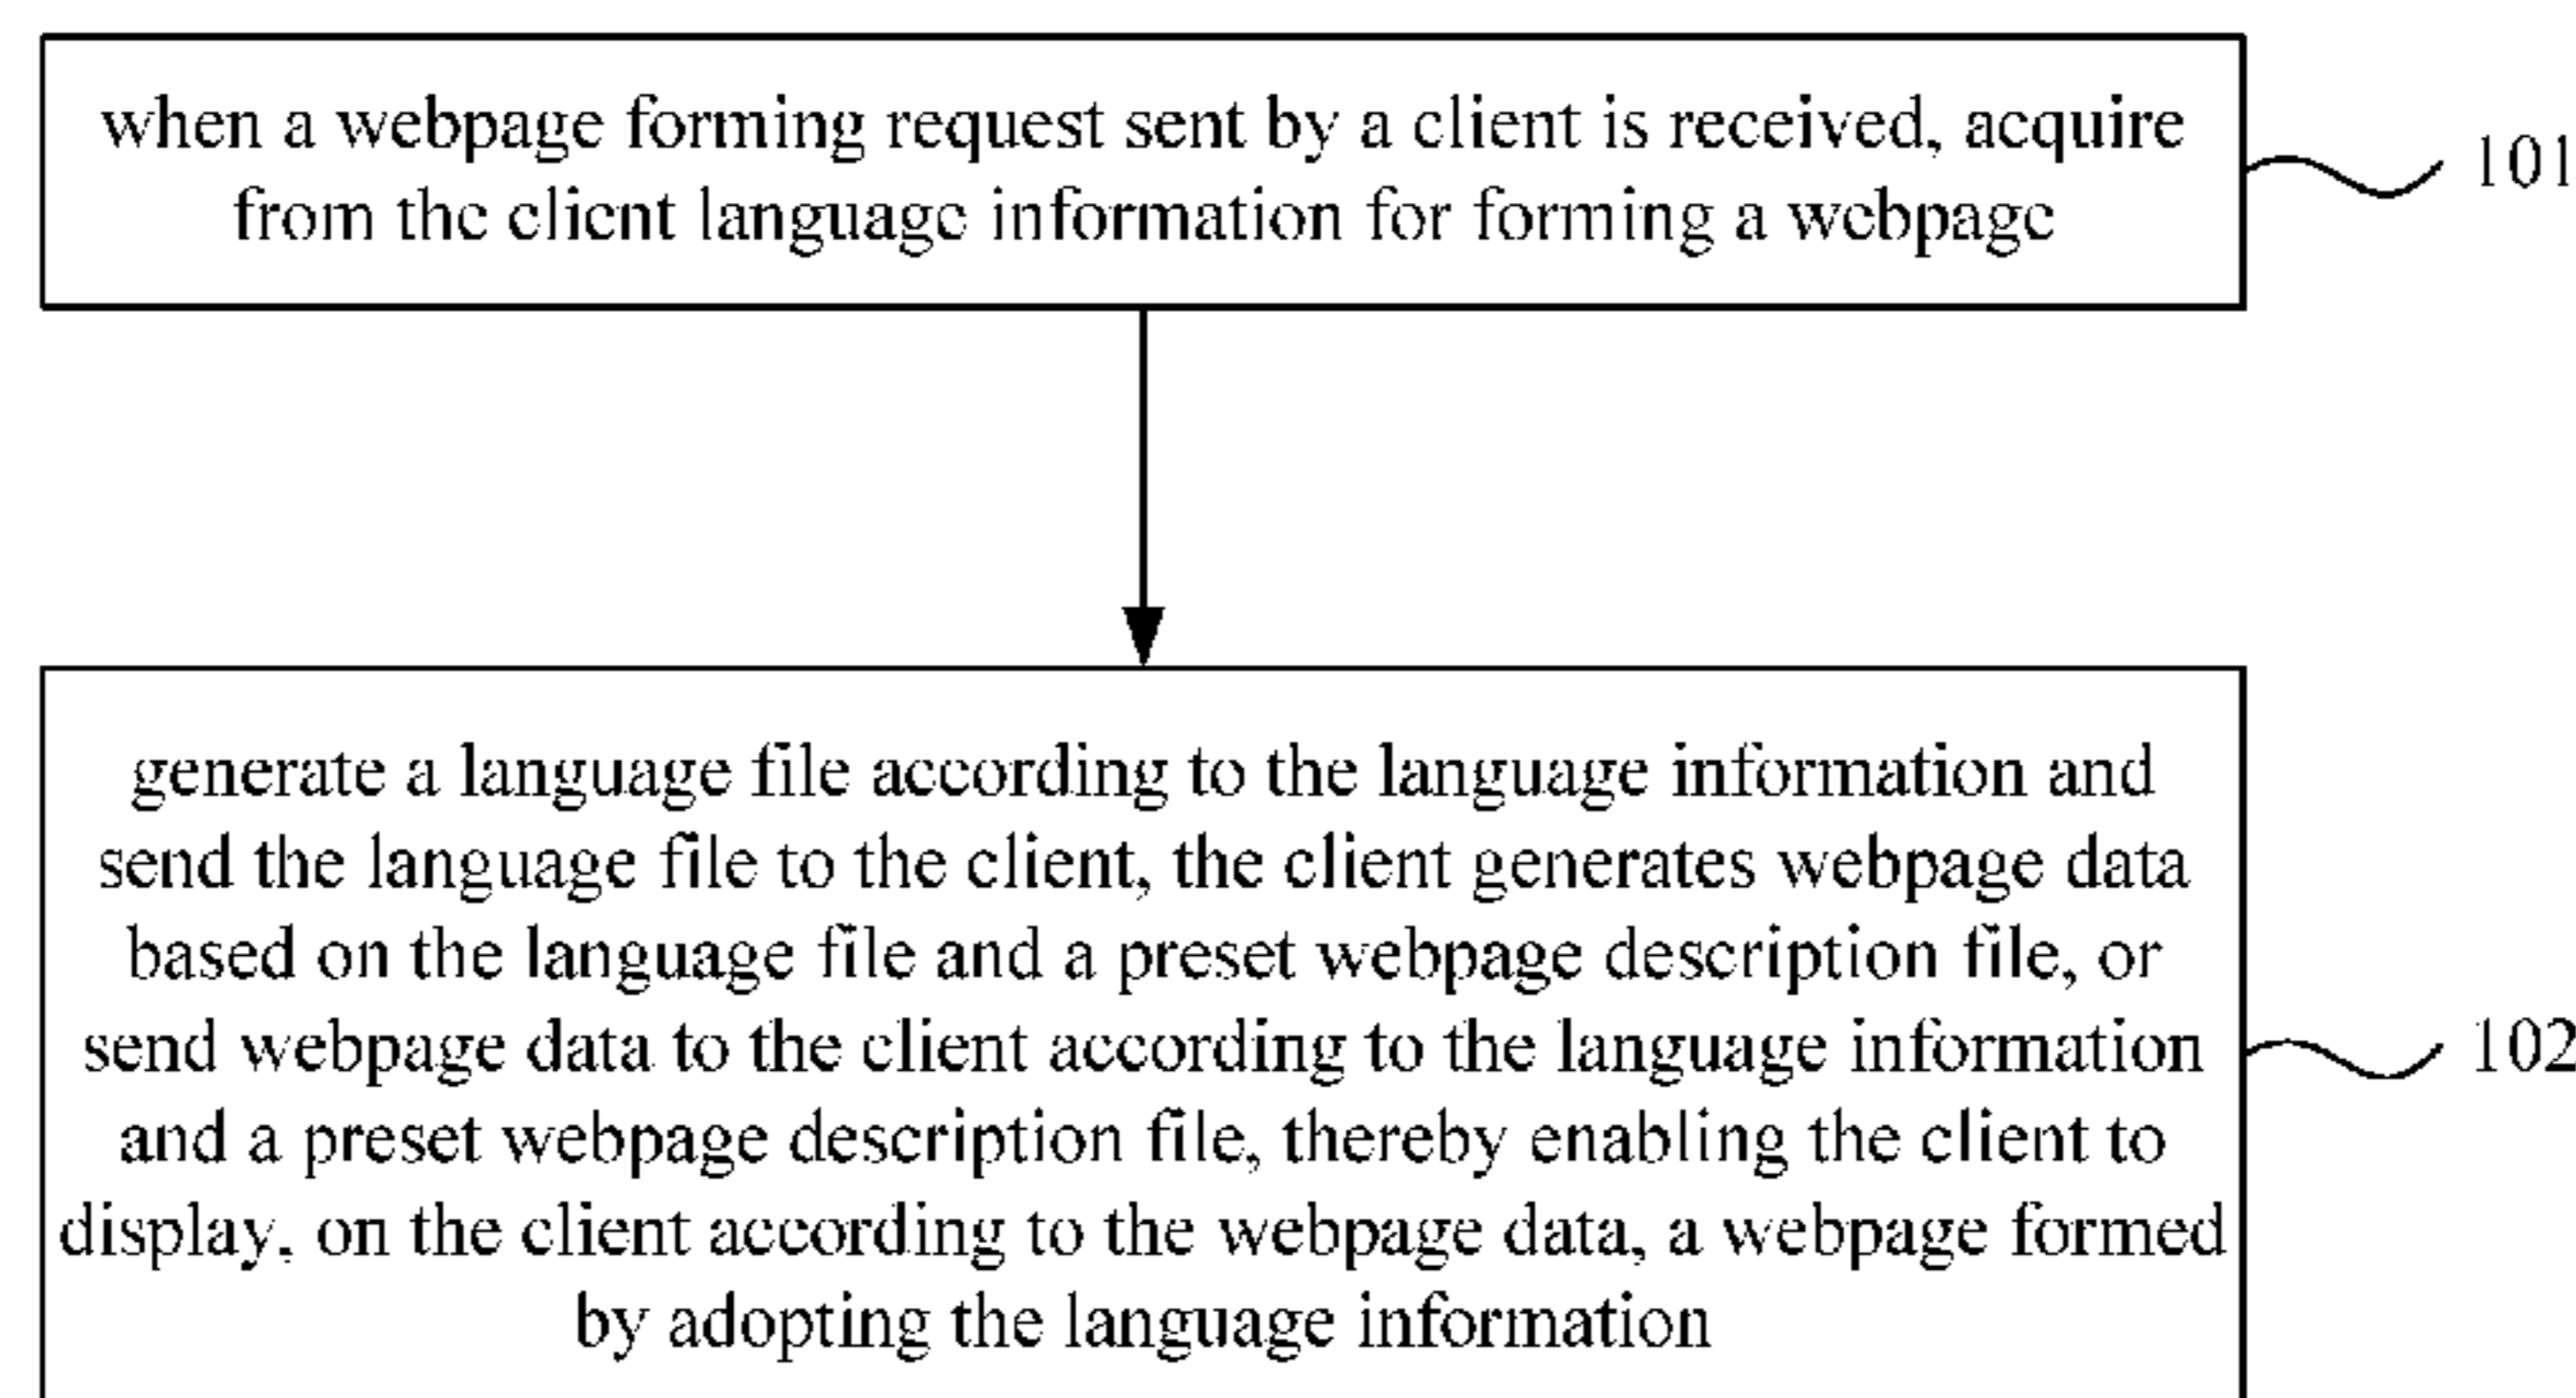 when a webpage forming request sent by a client is received, acquire
from the client language information for forming a webpage
101
generate a language file according to the language information and
send the language file to the client, the client generates webpage data
based on the language file and a preset webpage description file, or
send webpage data to the client according to the language information
and a preset webpage description file, thereby enabling the client to
display, on the client according to the webpage data, a webpage formed
by adopting the language information
102